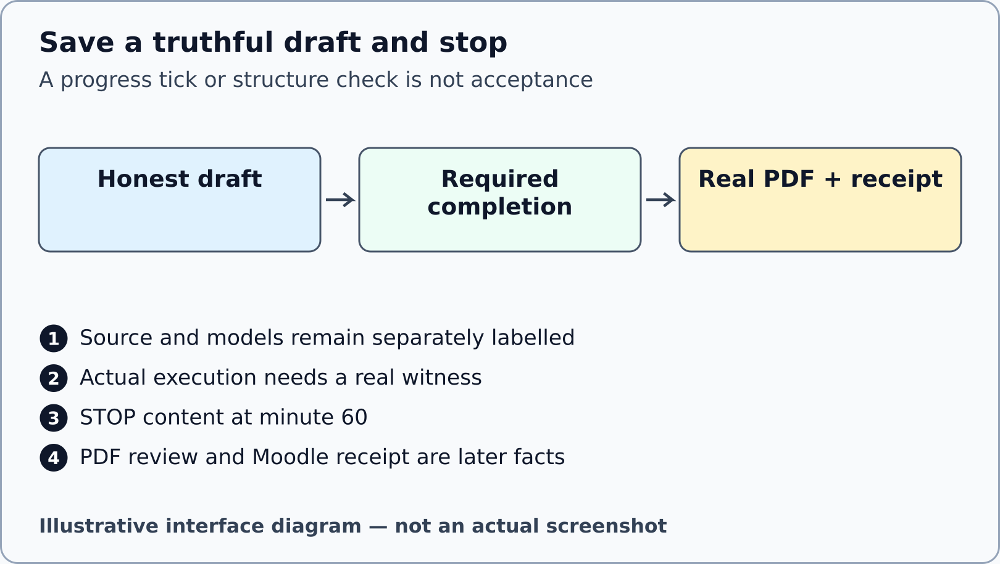 Save a truthful draft and stop
A progress tick or structure check is not acceptance
Honest draft
Required
completion
Real PDF + receipt
1 Source and models remain separately labelled
2 Actual execution needs a real witness
3 STOP content at minute 60
4 PDF review and Moodle receipt are later facts
Illustrative interface diagram — not an actual screenshot